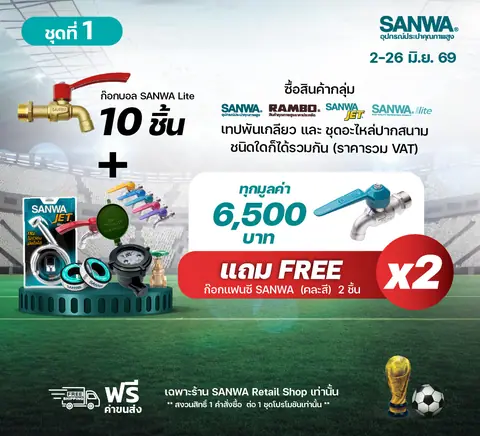 ชุดที่ 1
SANWA®
อุปกรณ์ประปาคุณภาพสูง
2-26 มิ.ย. 69
ก๊อกบอล SANWA Lite
10 ชิ้น
+
ซื้อสินค้ากลุ่ม
SANWA RAMBO SANWA JET SANWA lite
เทปพันเกลียว และ ชุดอะไหล่ปากสนาม
ชนิดใดก็ได้รวมกัน (ราคารวม VAT)
ทุกมูลค่า
6,500
บาท
แถม FREE
ก๊อกแฟนซี SANWA (คละสี) 2 ชิ้น
x2
SANWA
JET
ฟรี
ค่าขนส่ง
เฉพาะร้าน SANWA Retail Shop เท่านั้น
** สงวนสิทธิ์ 1 คำสั่งซื้อ ต่อ 1 ชุดโปรโมชันเท่านั้น **